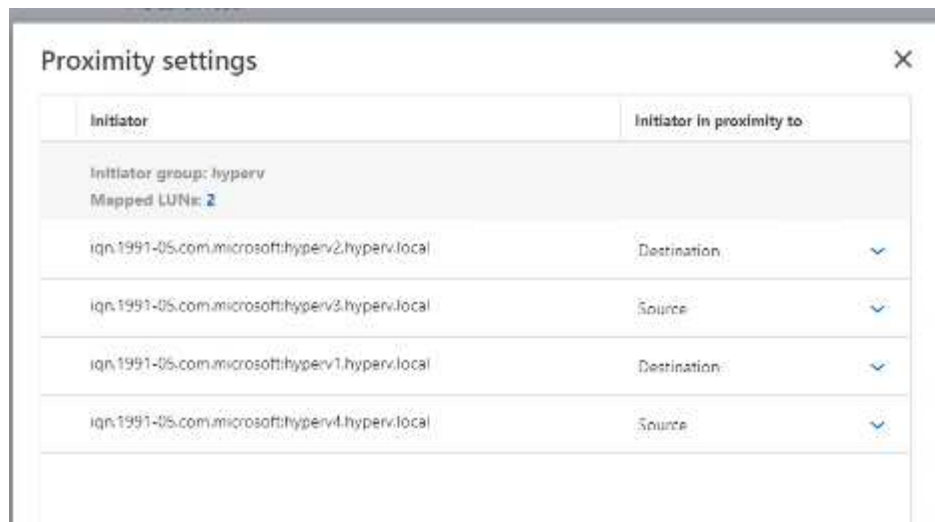 Proximity settings
Initiator
Initiator in proximity to
Initiator group: hyperv
Mapped LUNs: 2
iqn.1991-05.com.microsoft:hyperv2.hyperv.local
Destination
iqn.1991-05.com.microsoft:hyperv3.hyperv.local
Source
iqn.1991-05.com.microsoft:hyperv1.hyperv.local
Destination
iqn.1991-05.com.microsoft:hyperv4.hyperv.local
Source